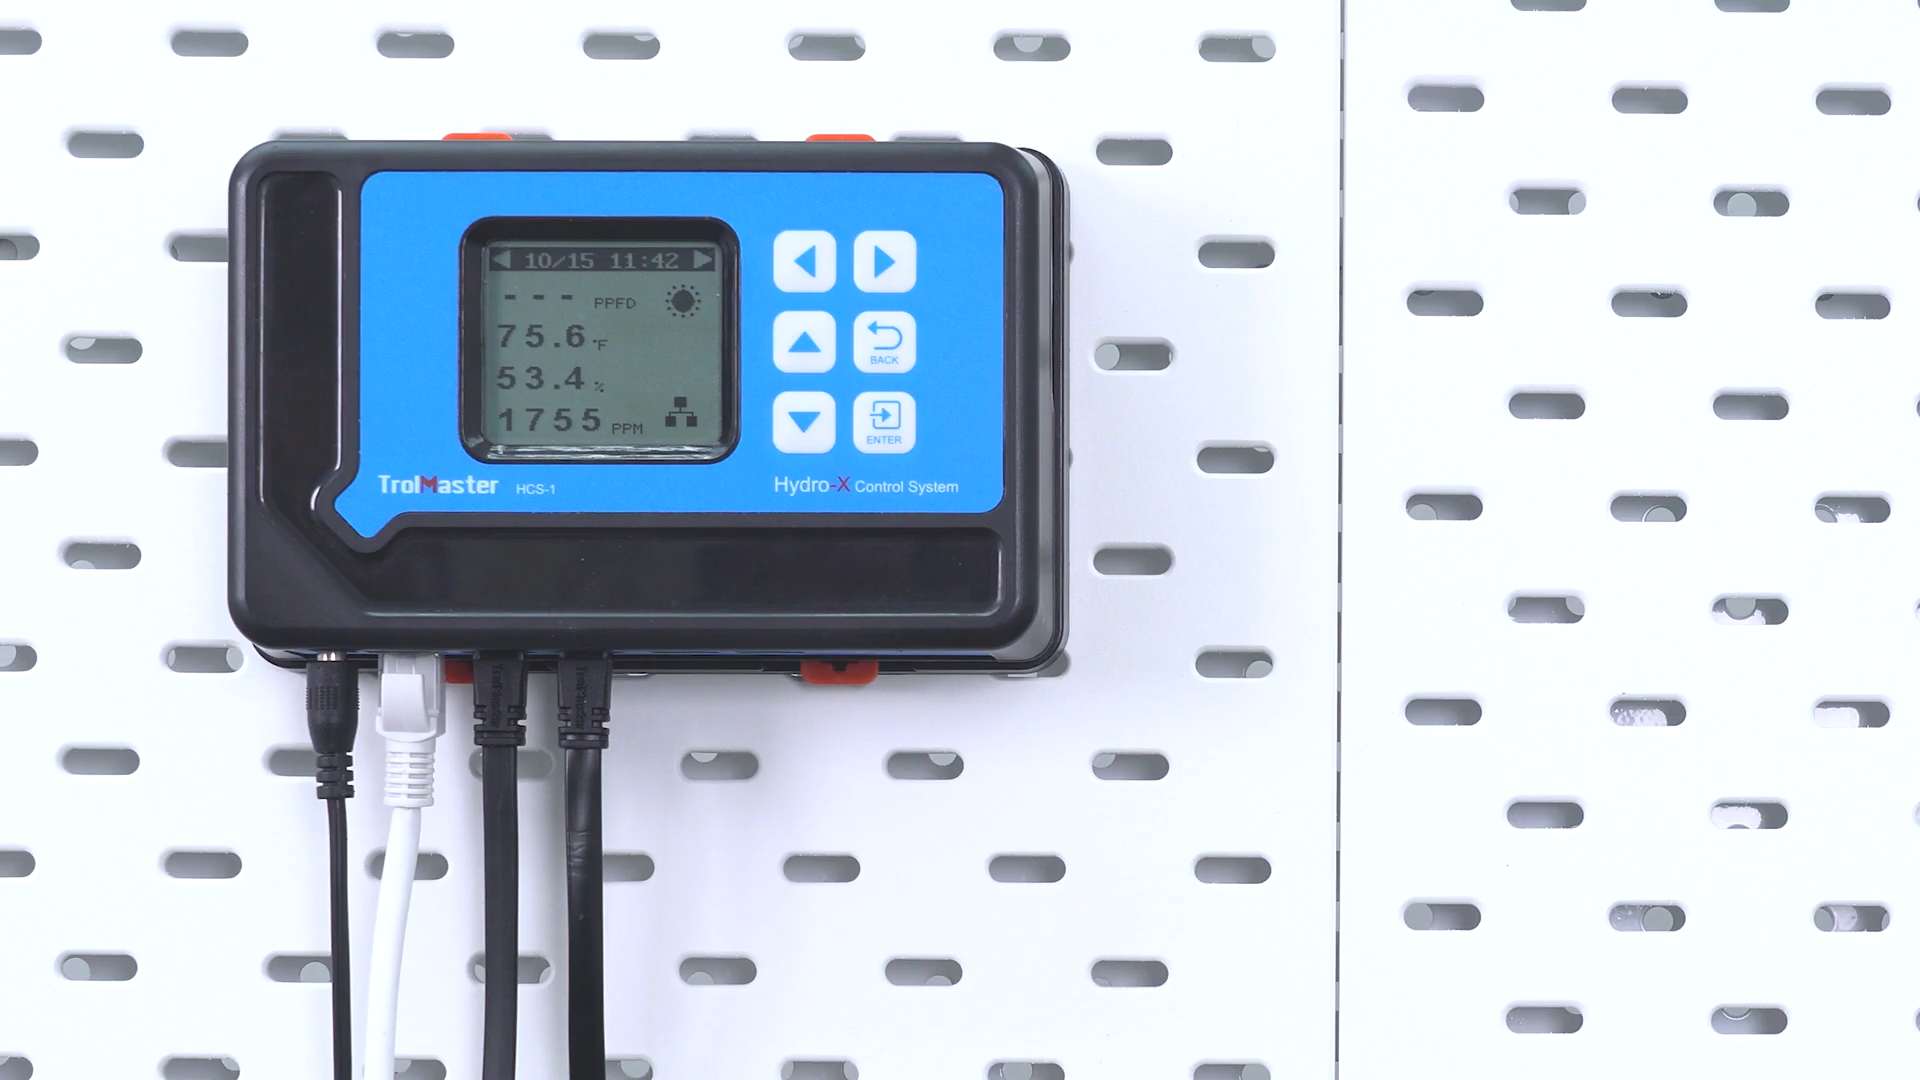 10/15 11:42
--- PPFD
75.6 °F
53.4 %
1755 PPM
BACK
ENTER
TrolMaster HCS-1
Hydro-X Control System